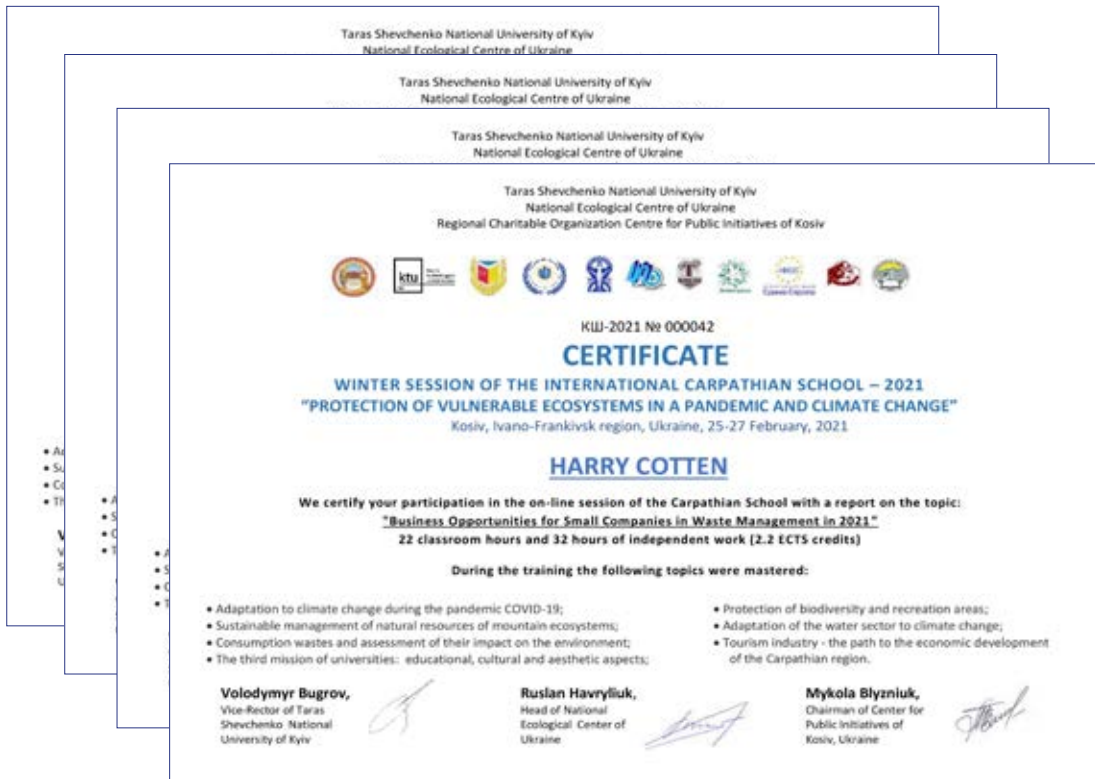 Taras Shevchenko National University of Kyiv
National Ecological Centre of Ukraine
Taras Shevchenko National University of Kyiv
National Ecological Centre of Ukraine
Taras Shevchenko National University of Kyiv
National Ecological Centre of Ukraine
Taras Shevchenko National University of Kyiv
National Ecological Centre of Ukraine
Regional Charitable Organization Centre for Public Initiatives of Kosiv
ktu
КШ-2021 № 000042
CERTIFICATE
WINTER SESSION OF THE INTERNATIONAL CARPATHIAN SCHOOL – 2021
"PROTECTION OF VULNERABLE ECOSYSTEMS IN A PANDEMIC AND CLIMATE CHANGE"
Kosiv, Ivano-Frankivsk region, Ukraine, 25-27 February, 2021
HARRY COTTEN
We certify your participation in the on-line session of the Carpathian School with a report on the topic:
"Business Opportunities for Small Companies in Waste Management in 2021"
22 classroom hours and 32 hours of independent work (2.2 ECTS credits)
During the training the following topics were mastered:
• Adaptation to climate change during the pandemic COVID-19;
• Sustainable management of natural resources of mountain ecosystems;
• Consumption wastes and assessment of their impact on the environment;
• The third mission of universities: educational, cultural and aesthetic aspects;
• Protection of biodiversity and recreation areas;
• Adaptation of the water sector to climate change;
• Tourism industry - the path to the economic development
of the Carpathian region.
Volodymyr Bugrov,
Vice-Rector of Taras
Shevchenko National
University of Kyiv
Ruslan Havryliuk,
Head of National
Ecological Center of
Ukraine
Mykola Blyzniuk,
Chairman of Center for
Public Initiatives of
Kosiv, Ukraine